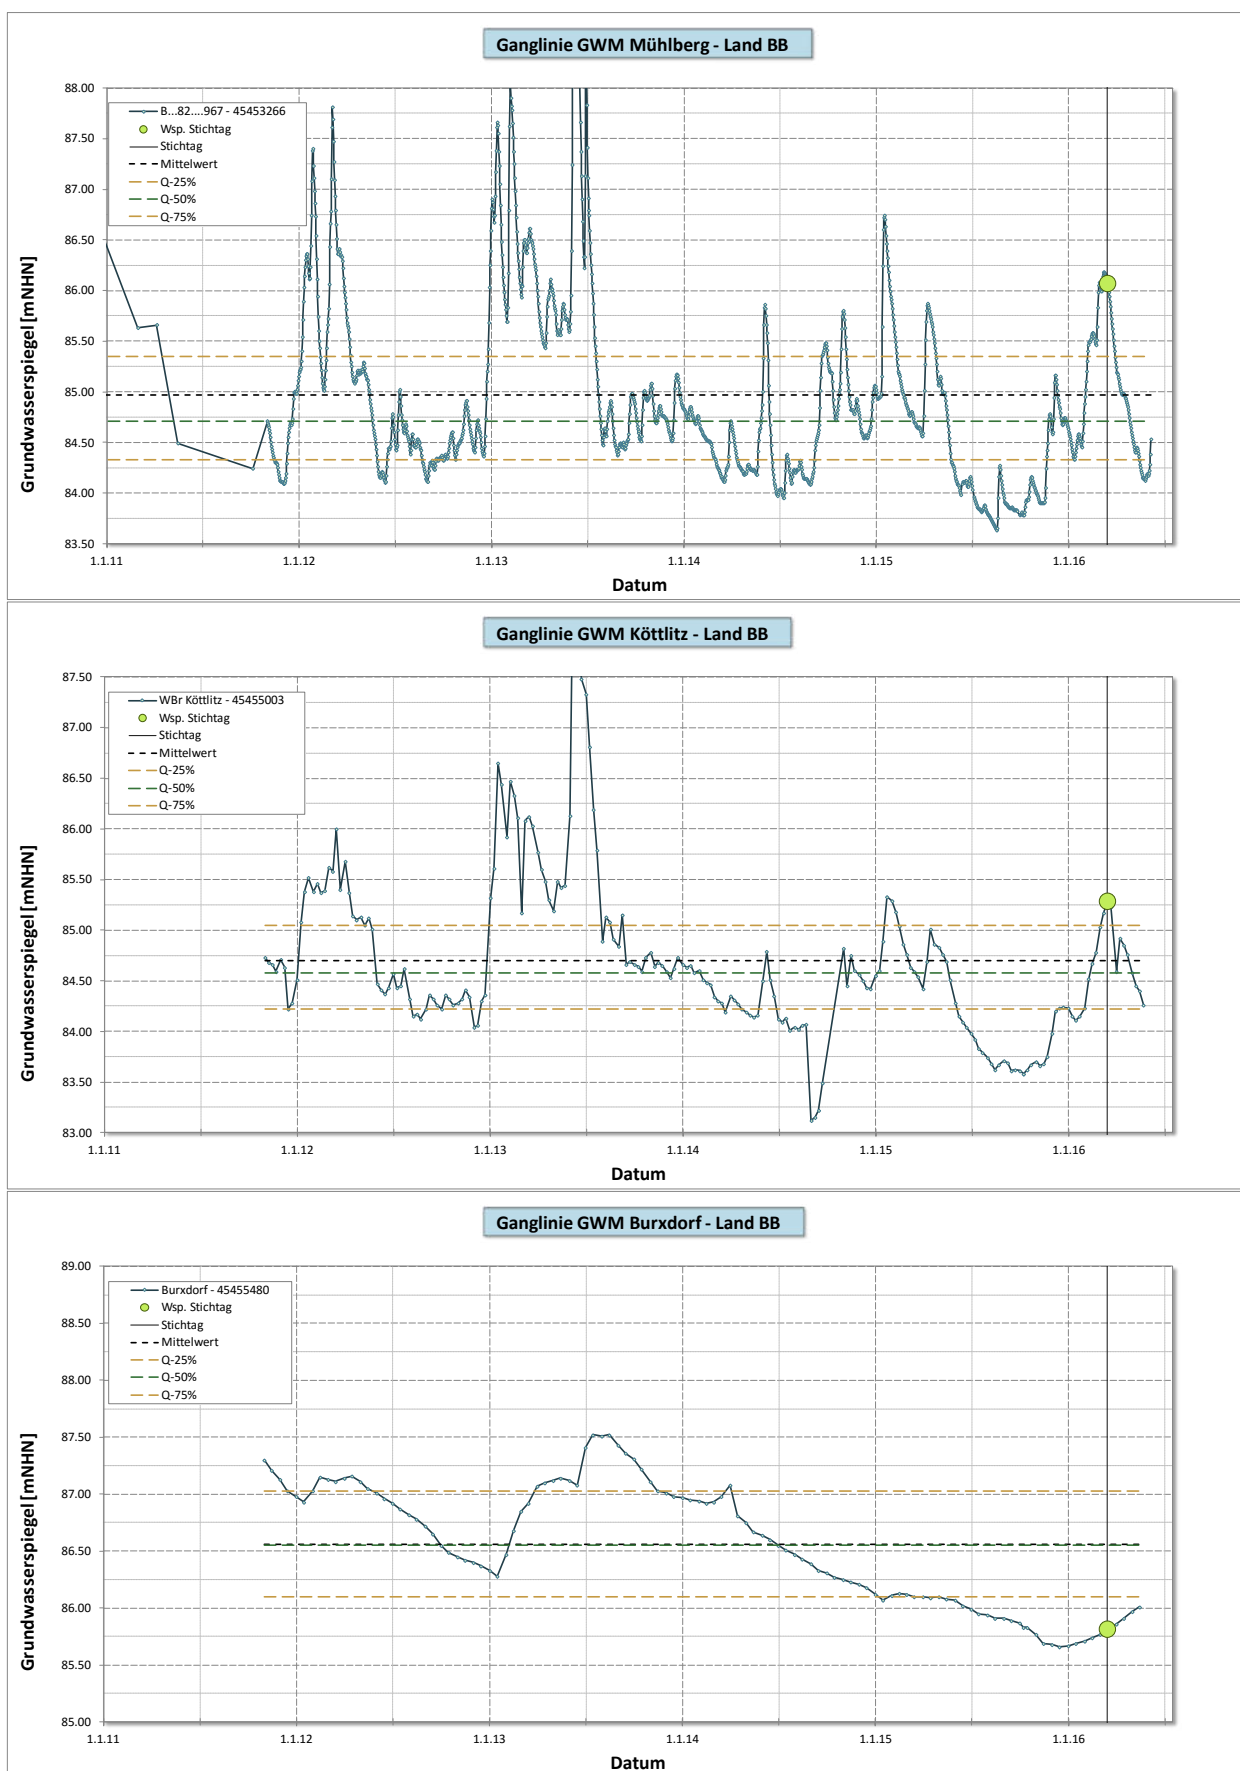 Ganglinie GWM Mühlberg - Land BB
Grundwasserspiegel [mNHN]
88.00
87.50
87.00
86.50
86.00
85.50
85.00
84.50
84.00
83.50
B...82....967 - 45453266
Wsp. Stichtag
Stichtag
Mittelwert
Q-25%
Q-50%
Q-75%
1.1.11 1.1.12 1.1.13 1.1.14 1.1.15 1.1.16
Datum
Ganglinie GWM Köttlitz - Land BB
Grundwasserspiegel [mNHN]
87.50
87.00
86.50
86.00
85.50
85.00
84.50
84.00
83.50
83.00
WBr Köttlitz - 45455003
Wsp. Stichtag
Stichtag
Mittelwert
Q-25%
Q-50%
Q-75%
1.1.11 1.1.12 1.1.13 1.1.14 1.1.15 1.1.16
Datum
Ganglinie GWM Burxdorf - Land BB
Grundwasserspiegel [mNHN]
89.00
88.50
88.00
87.50
87.00
86.50
86.00
85.50
85.00
Burxdorf - 45455480
Wsp. Stichtag
Stichtag
Mittelwert
Q-25%
Q-50%
Q-75%
1.1.11 1.1.12 1.1.13 1.1.14 1.1.15 1.1.16
Datum